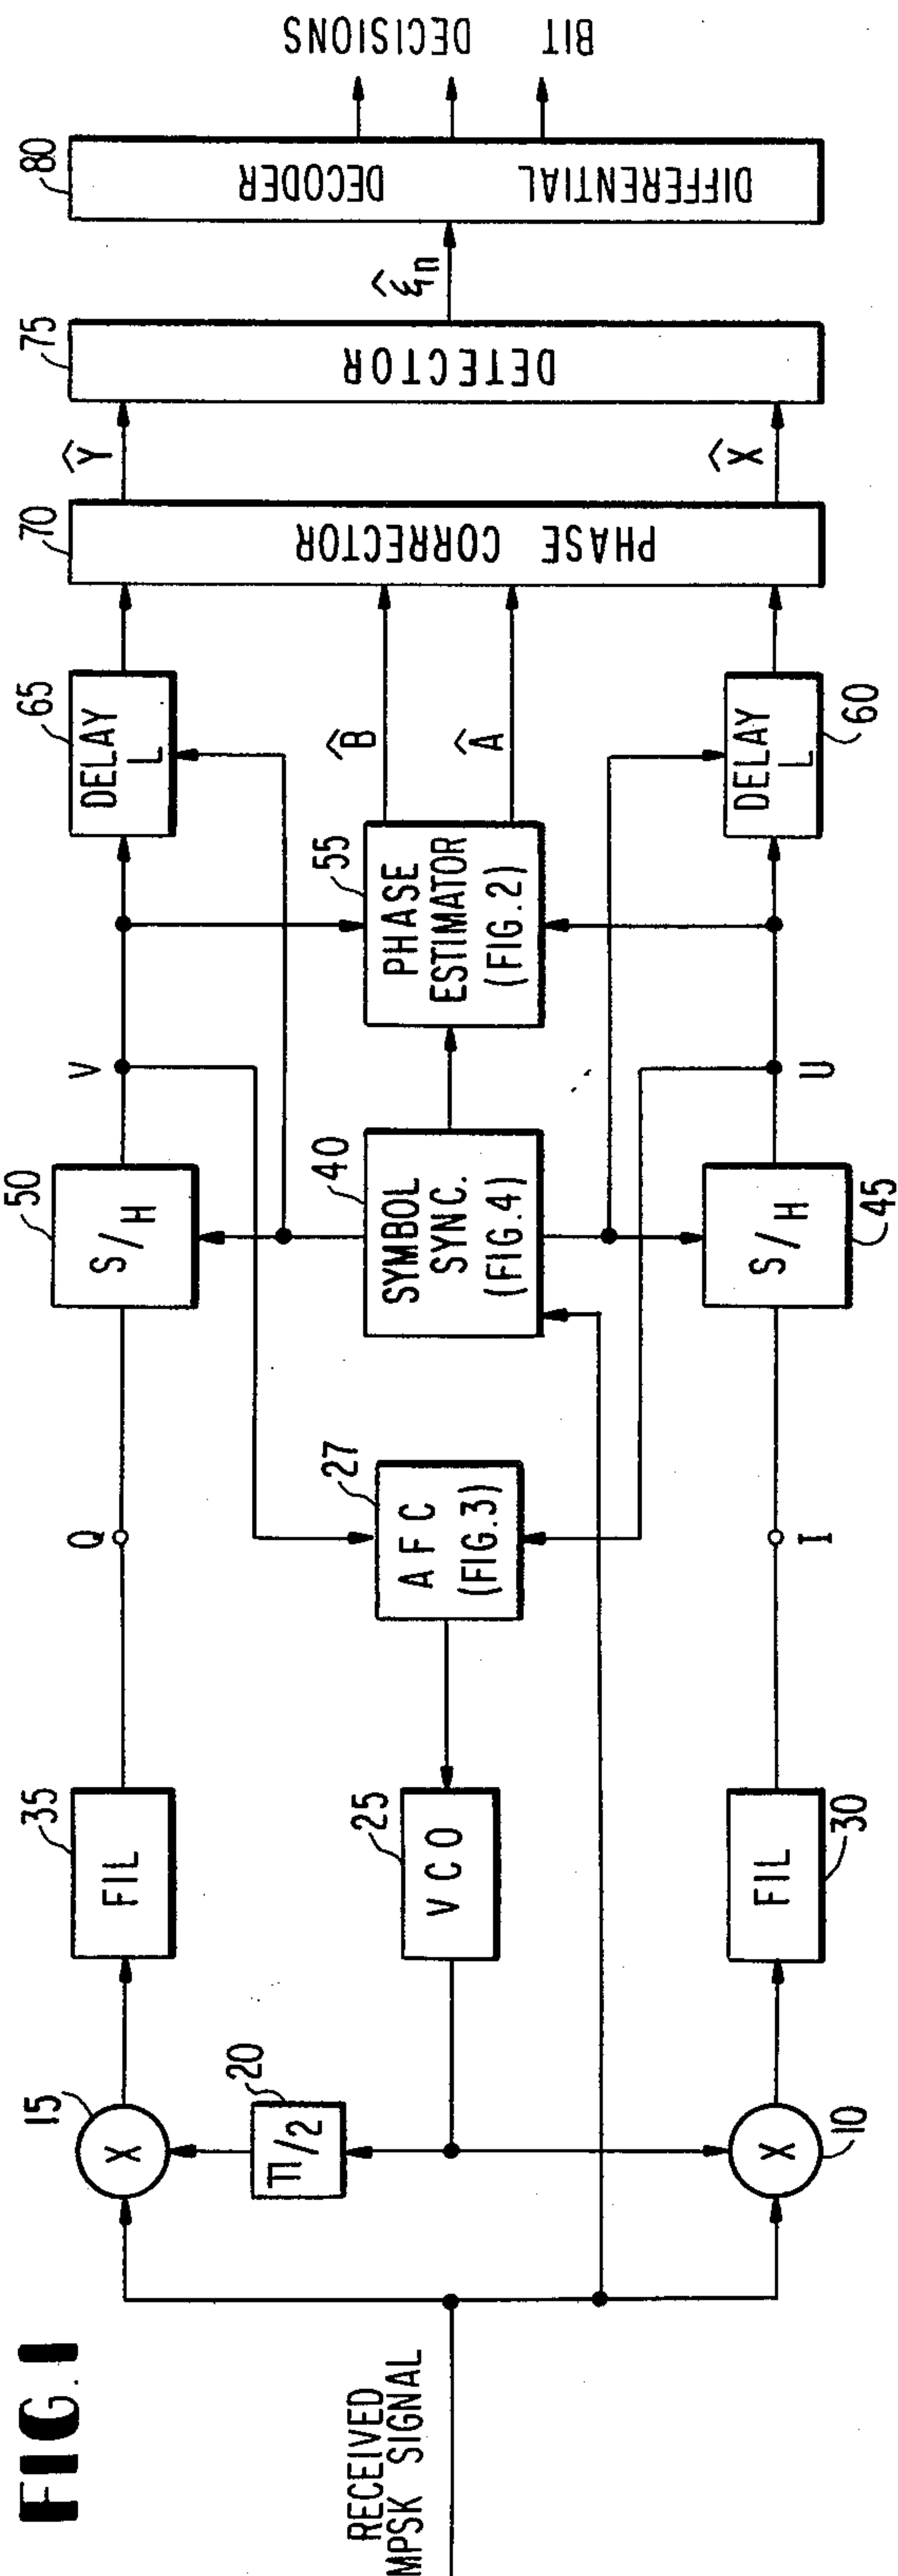 FIG.1
RECEIVED
MPSK SIGNAL
15
X
π/2
20
X
10
FIL
35
VCO
25
FIL
30
Q
AFC
(FIG.3)
27
I
S/H
50
SYMBOL
SYNC.
(FIG.4)
40
S/H
45
V
U
PHASE
ESTIMATOR
(FIG.2)
55
DELAY
L
65
B̂
Â
DELAY
L
60
PHASE CORRECTOR
70
Ŷ
X̂
DETECTOR
75
ξ̂n
DIFFERENTIAL DECODER
80
BIT DECISIONS